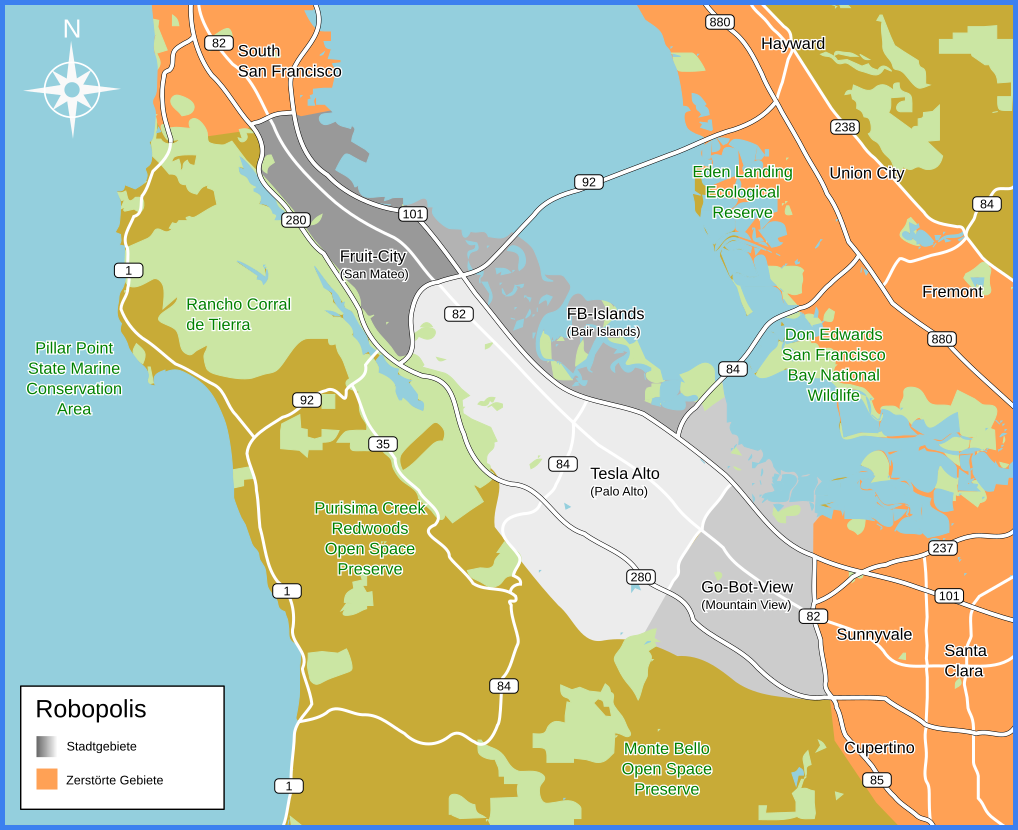 N
880
82
South
San Francisco
Hayward
238
92
Eden Landing
Ecological
Reserve
Union City
84
280
101
Fruit-City
(San Mateo)
1
Rancho Corral
de Tierra
82
FB-Islands
(Bair Islands)
Fremont
Pillar Point
State Marine
Conservation
Area
Don Edwards
San Francisco
Bay National
Wildlife
880
84
92
35
84
Tesla Alto
(Palo Alto)
Purisima Creek
Redwoods
Open Space
Preserve
237
280
Go-Bot-View
(Mountain View)
1
101
82
Sunnyvale
Santa
Clara
84
Robopolis
Stadtgebiete
Zerstörte Gebiete
Monte Bello
Open Space
Preserve
Cupertino
85
1